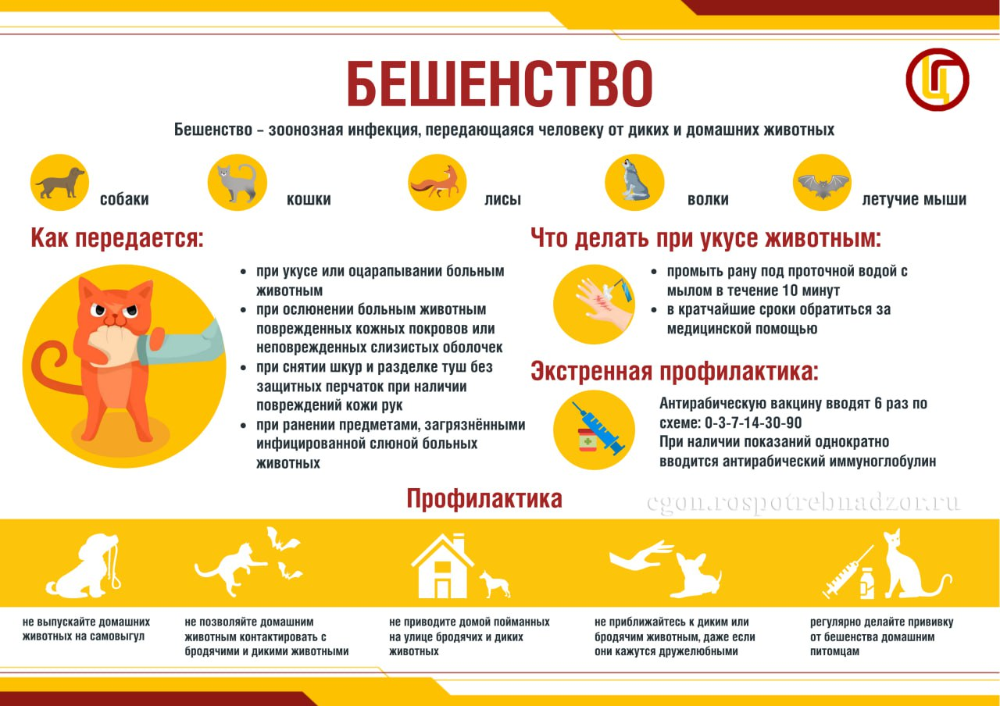 БЕШЕНСТВО
Бешенство – зоонозная инфекция, передающаяся человеку от диких и домашних животных
собаки
кошки
лисы
волки
летучие мыши
Как передается:
• при укусе или оцарапывании больным
животным
• при ослюнении больным животным
поврежденных кожных покровов или
неповрежденных слизистых оболочек
• при снятии шкур и разделке туш без
защитных перчаток при наличии
повреждений кожи рук
• при ранении предметами, загрязнёнными
инфицированной слюной больных
животных
Что делать при укусе животным:
• промыть рану под проточной водой с
мылом в течение 10 минут
• в кратчайшие сроки обратиться за
медицинской помощью
Экстренная профилактика:
Антирабическую вакцину вводят 6 раз по
схеме: 0-3-7-14-30-90
При наличии показаний однократно
вводится антирабический иммуноглобулин
Профилактика
cgon.rospotrebnadzor.ru
не выпускайте домашних
животных на самовыгул
не позволяйте домашним
животным контактировать с
бродячими и дикими животными
не приводите домой пойманных
на улице бродячих и диких
животных
не приближайтесь к диким или
бродячим животным, даже если
они кажутся дружелюбными
регулярно делайте прививку
от бешенства домашним
питомцам